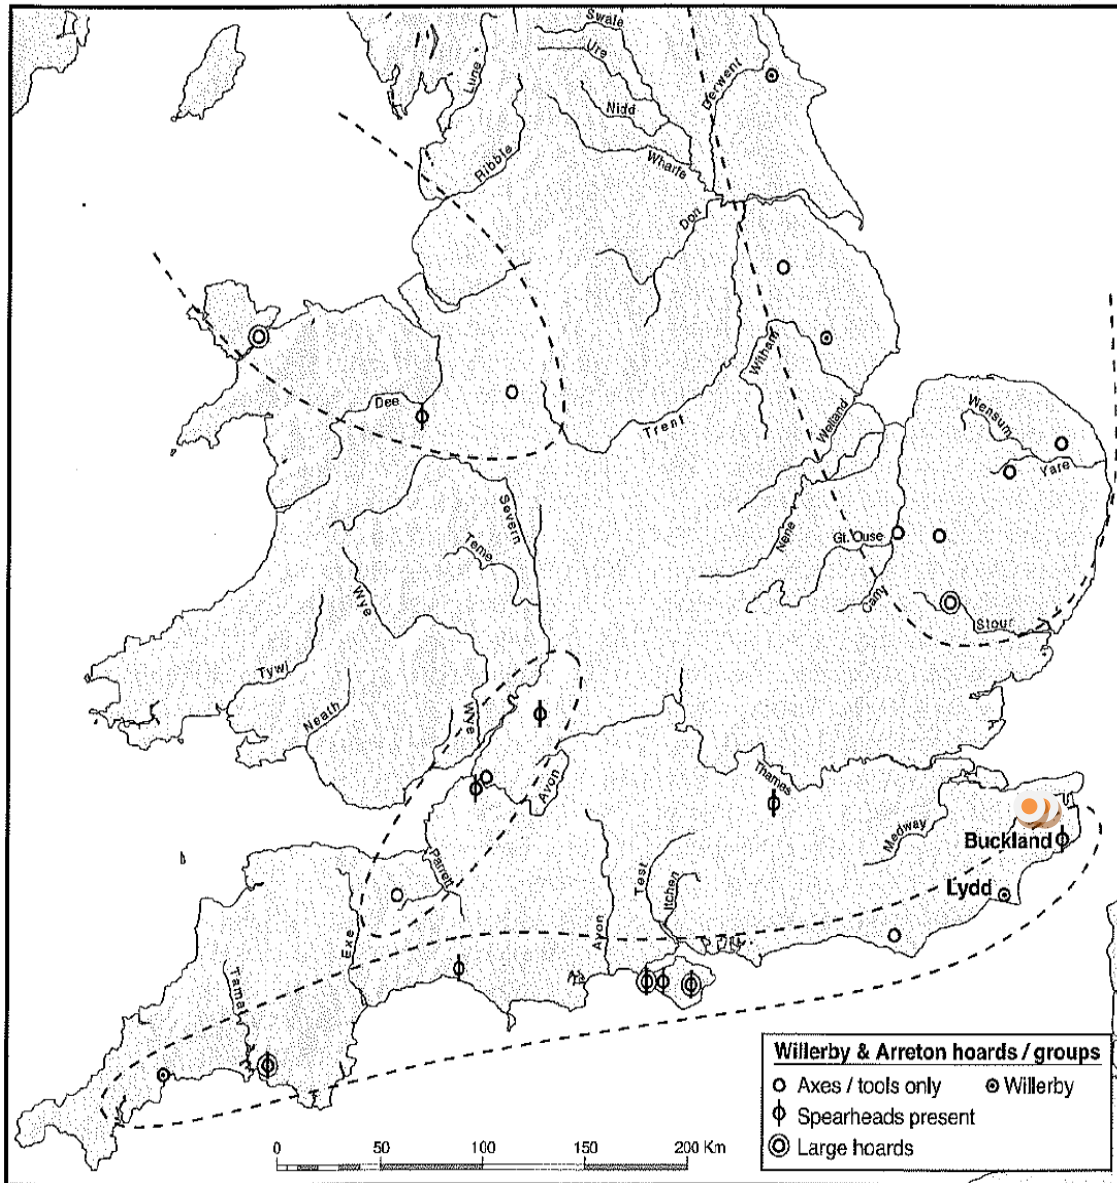 Swale
Ure
Lune
Nidd
Derwent
Ribble
Wharfe
Don
Witham
Dee
Trent
Welland
Wensum
Yare
Severn
Nene
Gt. Ouse
Teme
Wye
Cam
Stour
Tywi
Neath
Wye
Avon
Thames
Medway
Buckland
Parrett
Test
Itchen
Lydd
Exe
Avon
Tamar
Willerby & Arreton hoards / groups
Axes / tools only
Willerby
Spearheads present
Large hoards
0 50 100 150 200 Km